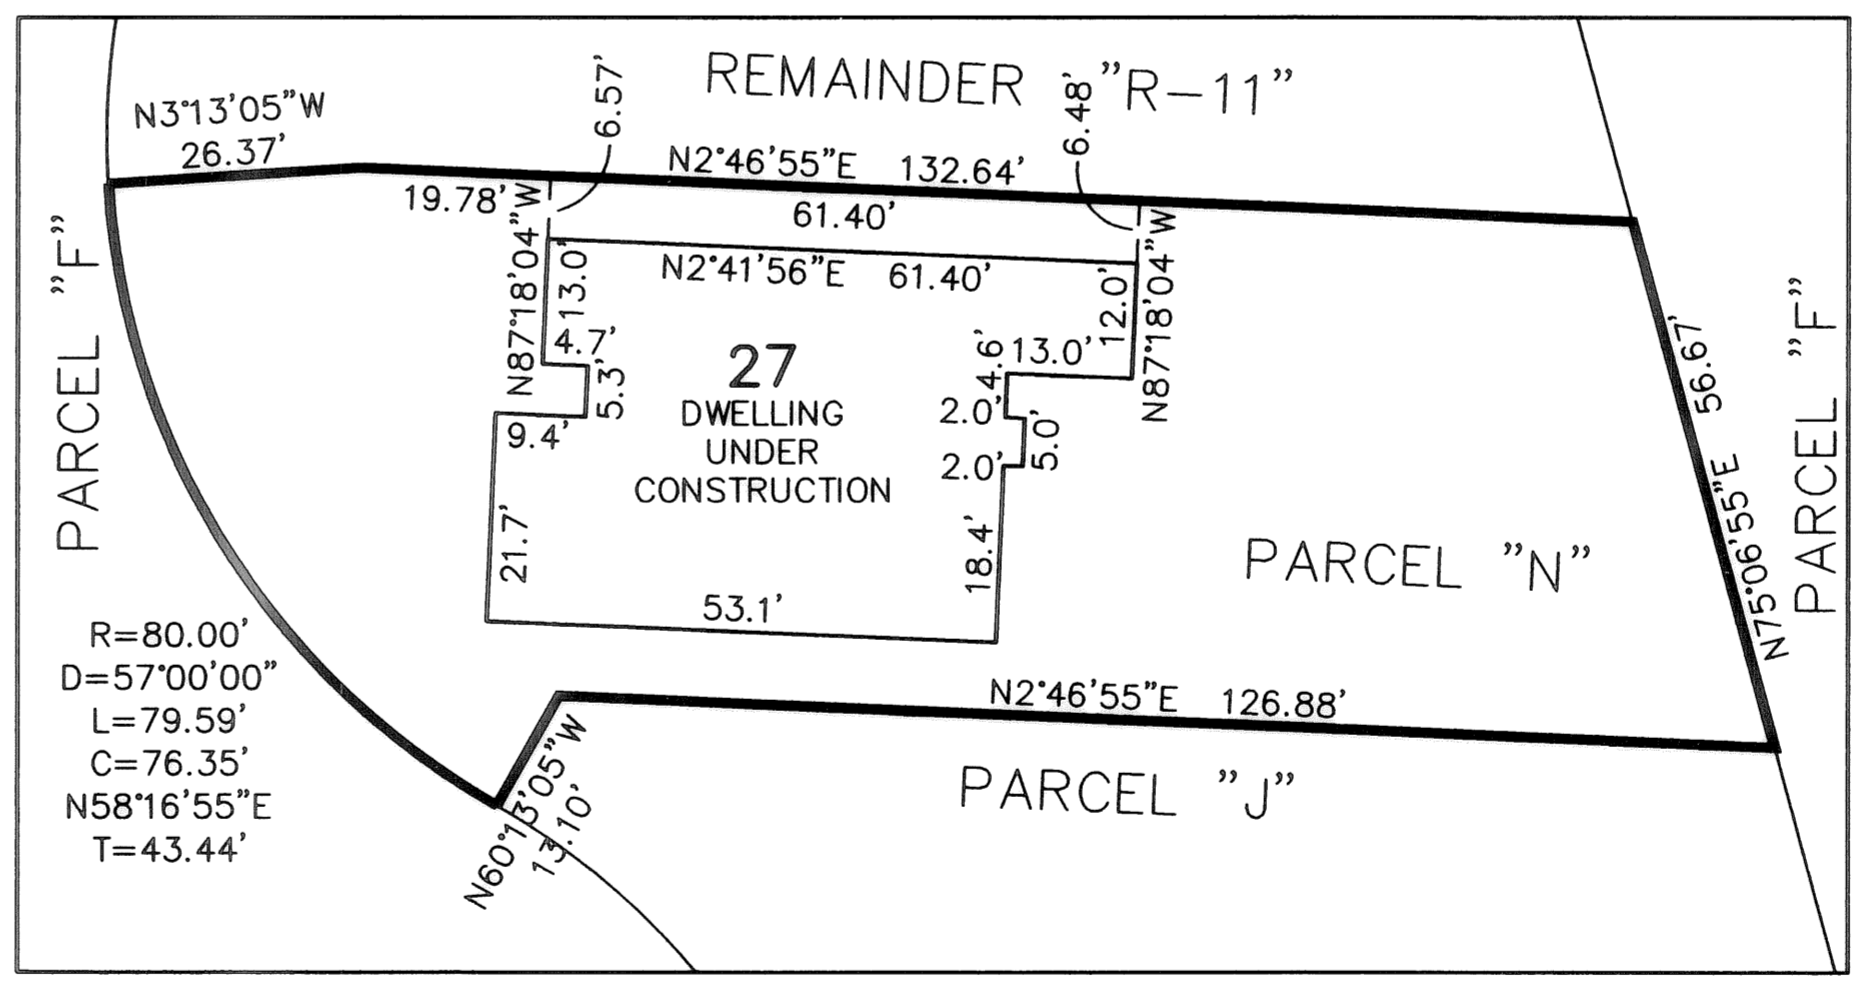 REMAINDER "R-11"
N3°13'05"W
26.37'
6.57'
6.48'
N2°46'55"E 132.64'
19.78'
61.40'
N2°41'56"E 61.40'
N87°18'04"W
13.0'
4.7'
5.3'
9.4'
21.7'
53.1'
27
DWELLING
UNDER
CONSTRUCTION
4.6'
13.0'
12.0'
N87°18'04"W
2.0'
5.0'
2.0'
18.4'
PARCEL "F"
PARCEL "N"
N75°06'55"E 56.67'
PARCEL "F"
R=80.00'
D=57°00'00"
L=79.59'
C=76.35'
N58°16'55"E
T=43.44'
N2°46'55"E 126.88'
N60°13'05"W
13.10'
PARCEL "J"